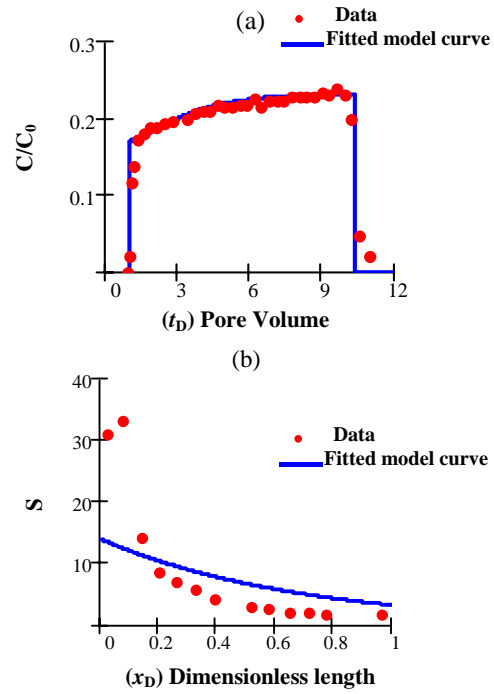 (a)
Data
Fitted model curve
0.3
0.2
0.1
C/C0
0 3 6 9 12
(tD) Pore Volume
(b)
40
30
20
10
S
Data
Fitted model curve
0 0.2 0.4 0.6 0.8 1
(xD) Dimensionless length